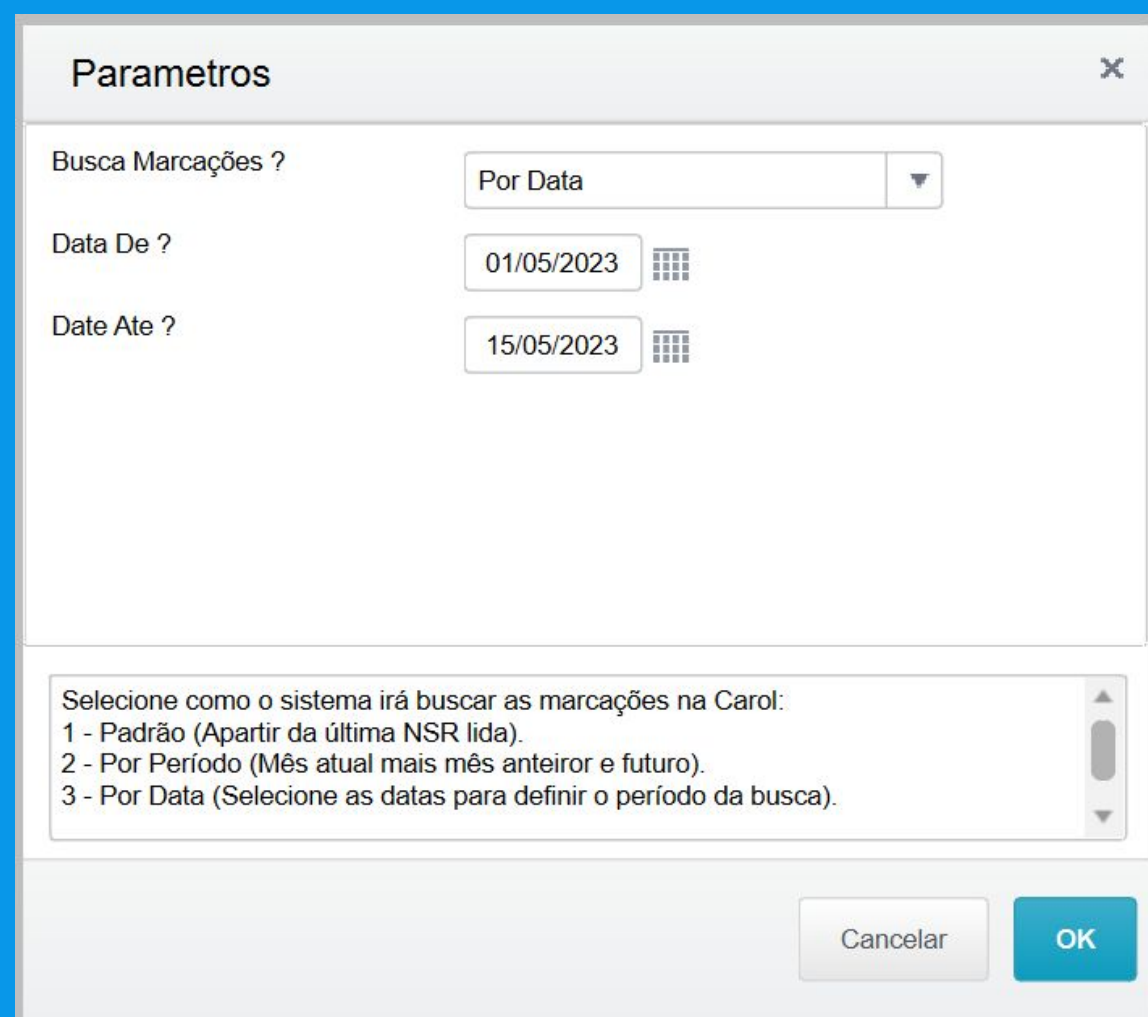 Parametros
Busca Marcações ?
Por Data
Data De ?
01/05/2023
Date Ate ?
15/05/2023
Selecione como o sistema irá buscar as marcações na Carol:
1 - Padrão (Apartir da última NSR lida).
2 - Por Período (Mês atual mais mês anteiror e futuro).
3 - Por Data (Selecione as datas para definir o período da busca).
Cancelar
OK